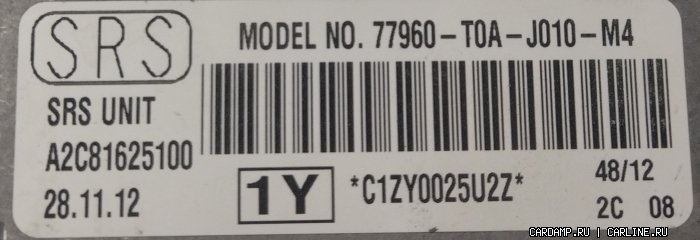 SRS
MODEL NO. 77960-T0A-J010-M4
SRS UNIT
A2C81625100
28.11.12
1Y
*C1ZY0025U2Z*
48/12
2C 08
CARDAMP.RU | CARLINE.RU